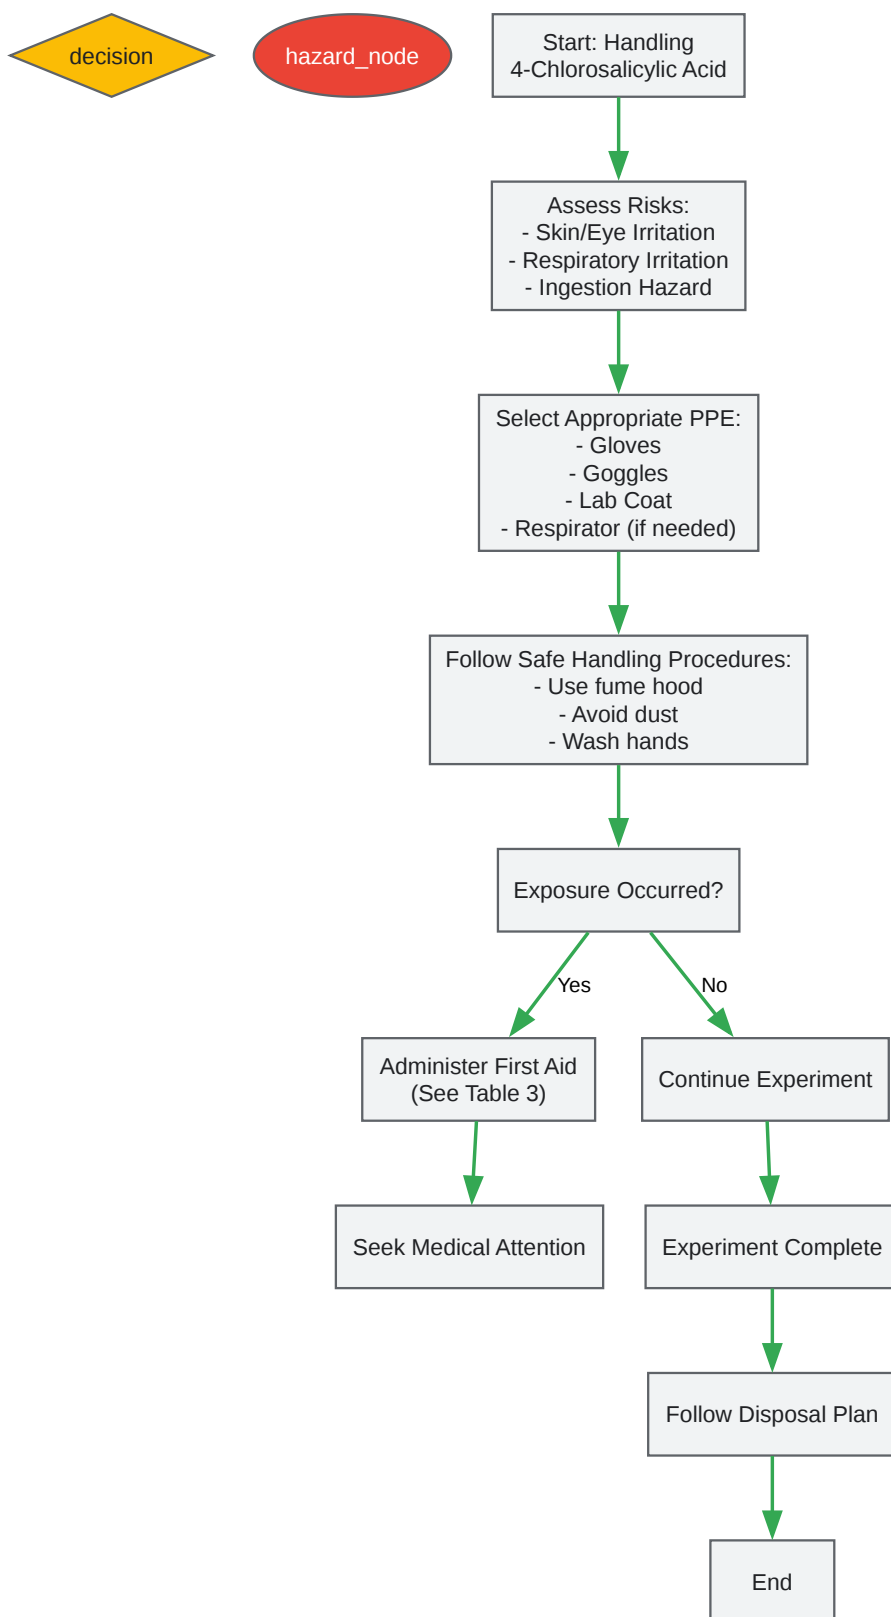 decision
hazard_node
Start: Handling
4-Chlorosalicylic Acid
Assess Risks:
- Skin/Eye Irritation
- Respiratory Irritation
- Ingestion Hazard
Select Appropriate PPE:
- Gloves
- Goggles
- Lab Coat
- Respirator (if needed)
Follow Safe Handling Procedures:
- Use fume hood
- Avoid dust
- Wash hands
Exposure Occurred?
Yes
No
Administer First Aid
(See Table 3)
Continue Experiment
Seek Medical Attention
Experiment Complete
Follow Disposal Plan
End